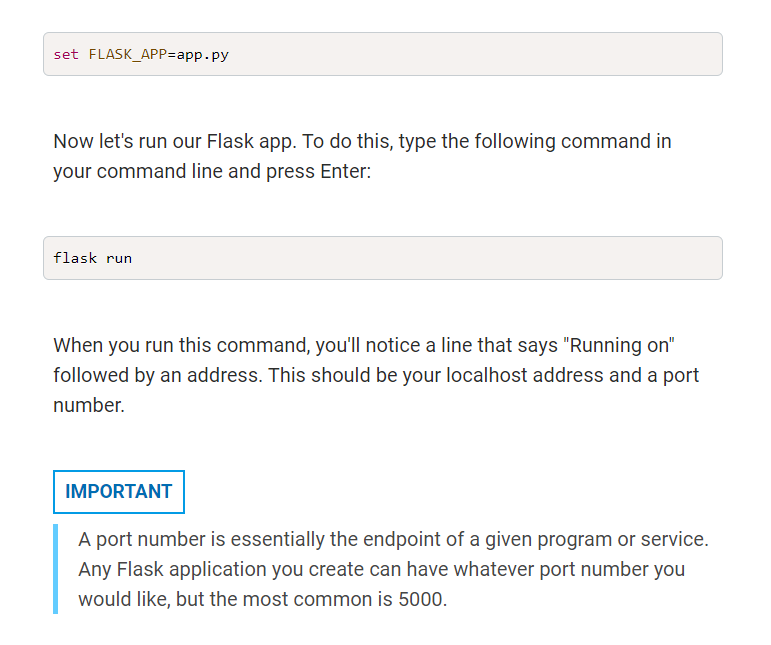 set FLASK_APP=app.py
Now let's run our Flask app. To do this, type the following command in
your command line and press Enter:
flask run
When you run this command, you'll notice a line that says "Running on"
followed by an address. This should be your localhost address and a port
number.
IMPORTANT
A port number is essentially the endpoint of a given program or service.
Any Flask application you create can have whatever port number you
would like, but the most common is 5000.